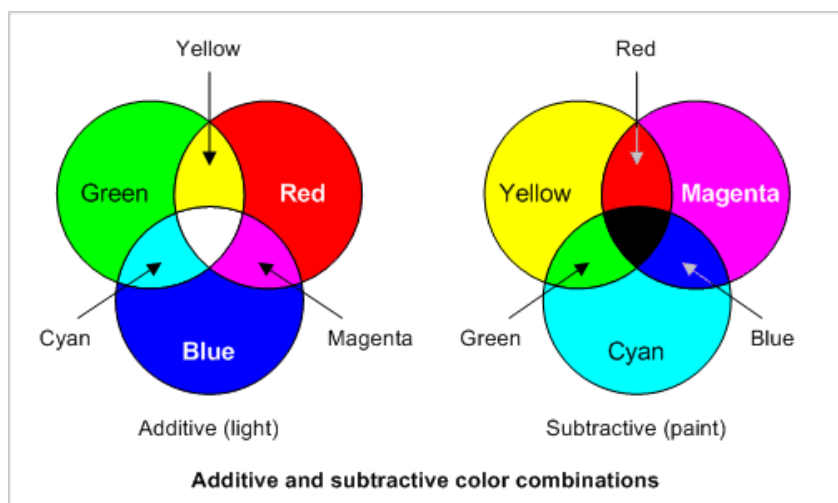 Yellow
Red
Green
Red
Yellow
Magenta
Cyan
Blue
Magenta
Green
Cyan
Blue
Additive (light)
Subtractive (paint)
Additive and subtractive color combinations